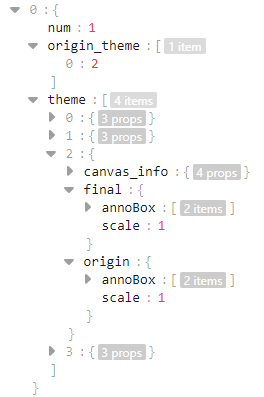 0:{
num : 1
origin_theme : [ 1 item
0 : 2
]
theme : [ 4 items
0 : { 3 props }
1 : { 3 props }
2 : {
canvas_info : { 4 props }
final : {
annoBox : [ 2 items ]
scale : 1
}
origin : {
annoBox : [ 2 items ]
scale : 1
}
}
3 : { 3 props }
]
}